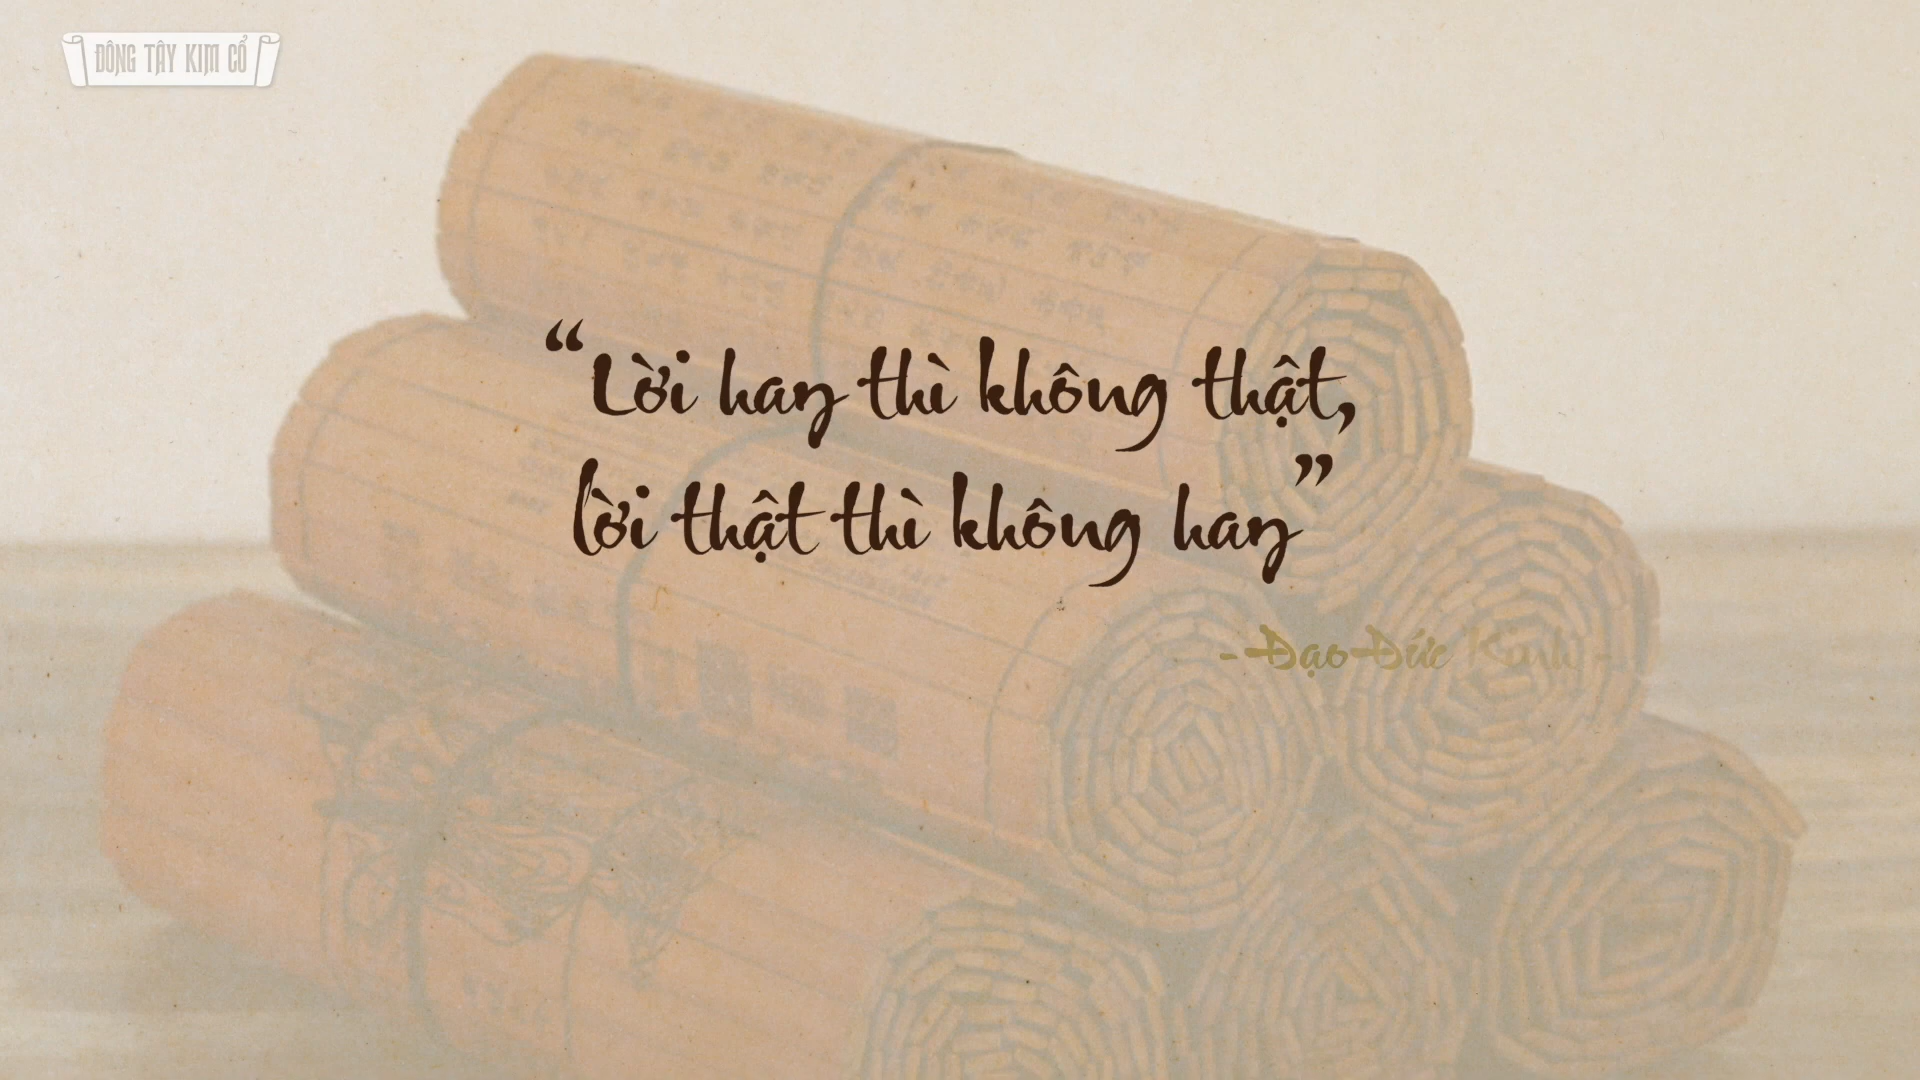 ĐÔNG TÂY KIM CỔ
“Lời hay thì không thật,
lời thật thì không hay”
- Đạo Đức Kinh -